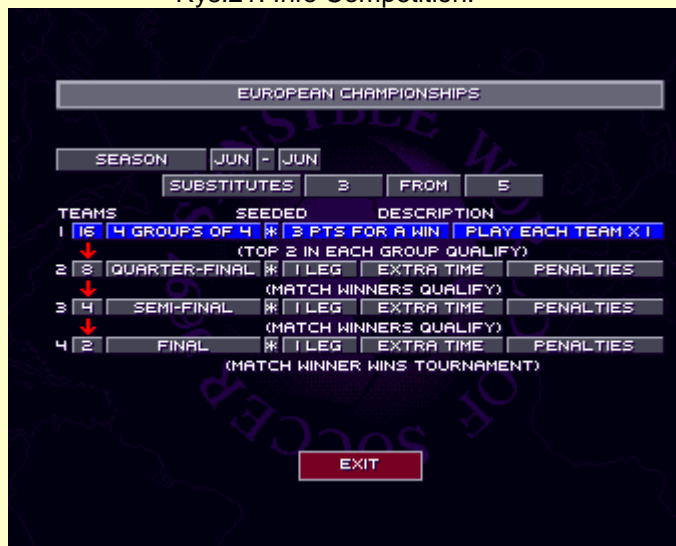 Rys.21. Info Competition.
EUROPEAN CHAMPIONSHIPS
SEASON JUN - JUN
SUBSTITUTES 3 FROM 5
TEAMS SEEDED DESCRIPTION
1 16 4 GROUPS OF 4 * 3 PTS FOR A WIN PLAY EACH TEAM X 1
(TOP 2 IN EACH GROUP QUALIFY)
2 8 QUARTER-FINAL * 1 LEG EXTRA TIME PENALTIES
(MATCH WINNERS QUALIFY)
3 4 SEMI-FINAL * 1 LEG EXTRA TIME PENALTIES
(MATCH WINNERS QUALIFY)
4 2 FINAL * 1 LEG EXTRA TIME PENALTIES
(MATCH WINNER WINS TOURNAMENT)
EXIT